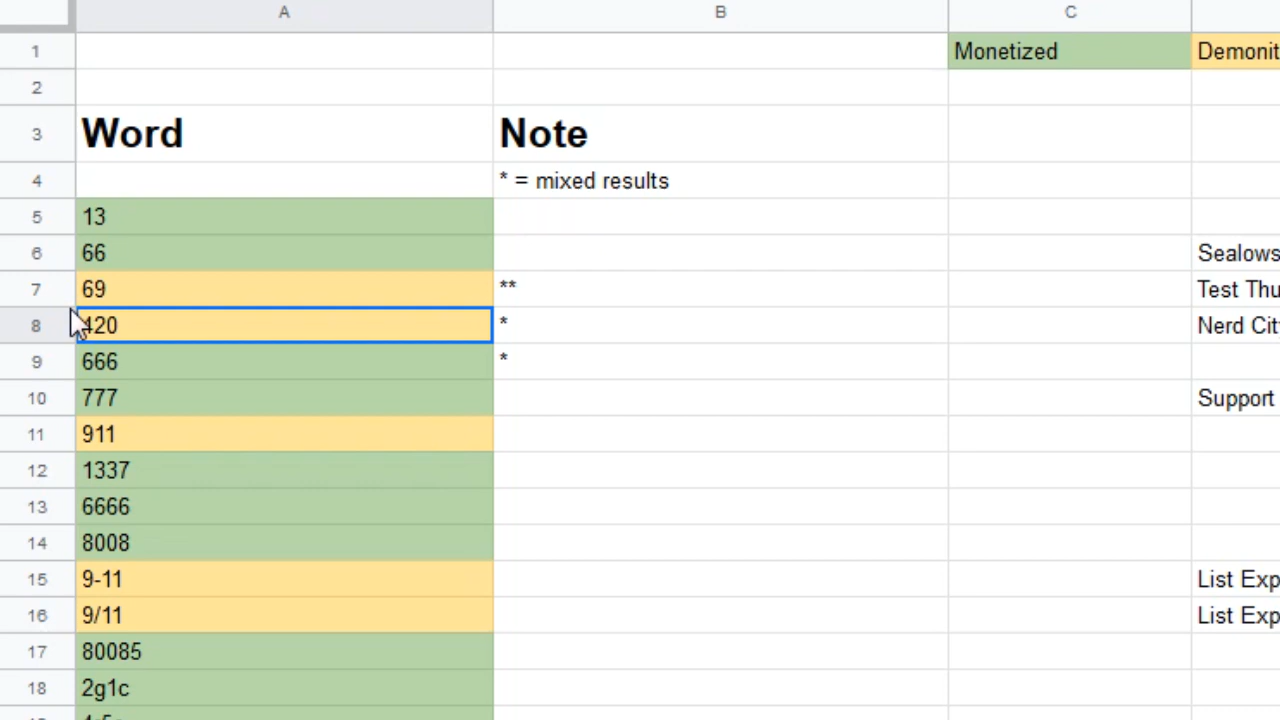 A B C
1 Monetized Demonit
2
3 Word Note
4 * = mixed results
5 13
6 66 Sealows
7 69 ** Test Thu
8 420 * Nerd Cit
9 666 *
10 777 Support
11 911
12 1337
13 6666
14 8008
15 9-11 List Exp
16 9/11 List Exp
17 80085
18 2g1c